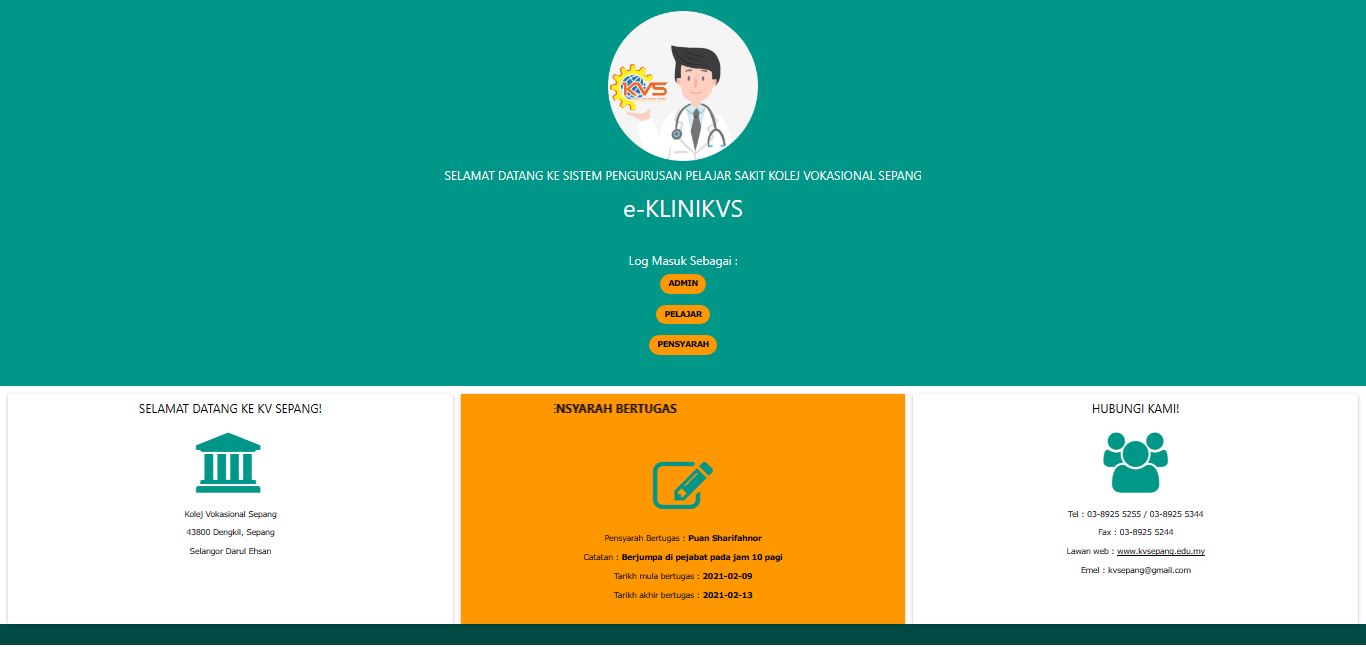 KVS
SELAMAT DATANG KE SISTEM PENGURUSAN PELAJAR SAKIT KOLEJ VOKASIONAL SEPANG
e-KLINIKVS
Log Masuk Sebagai :
ADMIN
PELAJAR
PENSYARAH
SELAMAT DATANG KE KV SEPANG!
Kolej Vokasional Sepang
43800 Dengkil, Sepang
Selangor Darul Ehsan
NSYARAH BERTUGAS
Pensyarah Bertugas : Puan Sharifahnor
Catatan : Berjumpa di pejabat pada jam 10 pagi
Tarikh mula bertugas : 2021-02-09
Tarikh akhir bertugas : 2021-02-13
HUBUNGI KAMI!
Tel : 03-8925 5255 / 03-8925 5344
Fax : 03-8925 5244
Lawan web : www.kvsepang.edu.my
Emel : kvsepang@gmail.com